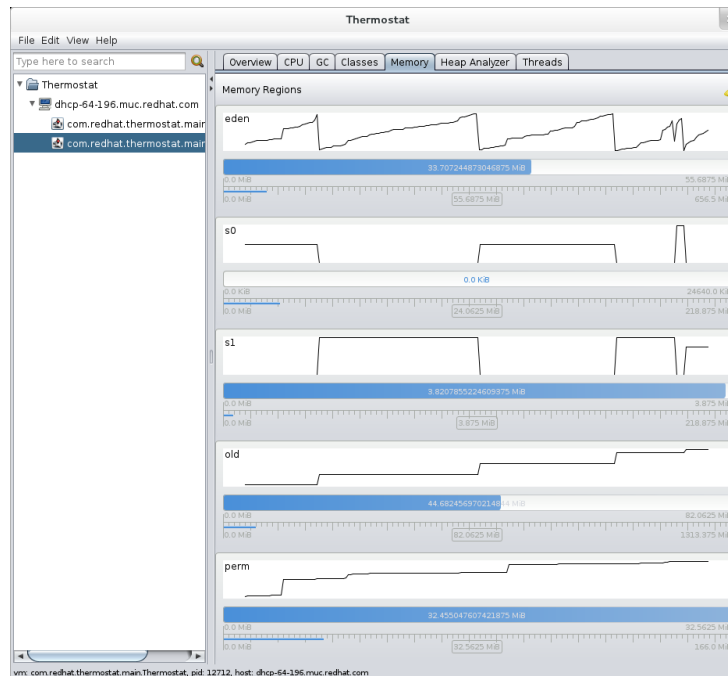 Thermostat
File Edit View Help
Type here to search
Thermostat
dhcp-64-196.muc.redhat.com
com.redhat.thermostat.main
com.redhat.thermostat.main
Overview CPU GC Classes Memory Heap Analyzer Threads
Memory Regions
eden
33.707244873046875 MiB
0.0 MiB 55.6875 MiB
0.0 MiB 55.6875 MiB 656.5 MiB
s0
0.0 KiB
0.0 KiB 24640.0 KiB
0.0 MiB 24.0625 MiB 218.875 MiB
s1
3.8207855224609375 MiB
0.0 MiB 3.875 MiB
0.0 MiB 3.875 MiB 218.875 MiB
old
44.68245697021484 MiB
0.0 MiB 82.0625 MiB
0.0 MiB 82.0625 MiB 1313.375 MiB
perm
32.455047607421875 MiB
0.0 MiB 32.5625 MiB
0.0 MiB 32.5625 MiB 166.0 MiB
vm: com.redhat.thermostat.main.Thermostat, pid: 12712, host: dhcp-64-196.muc.redhat.com